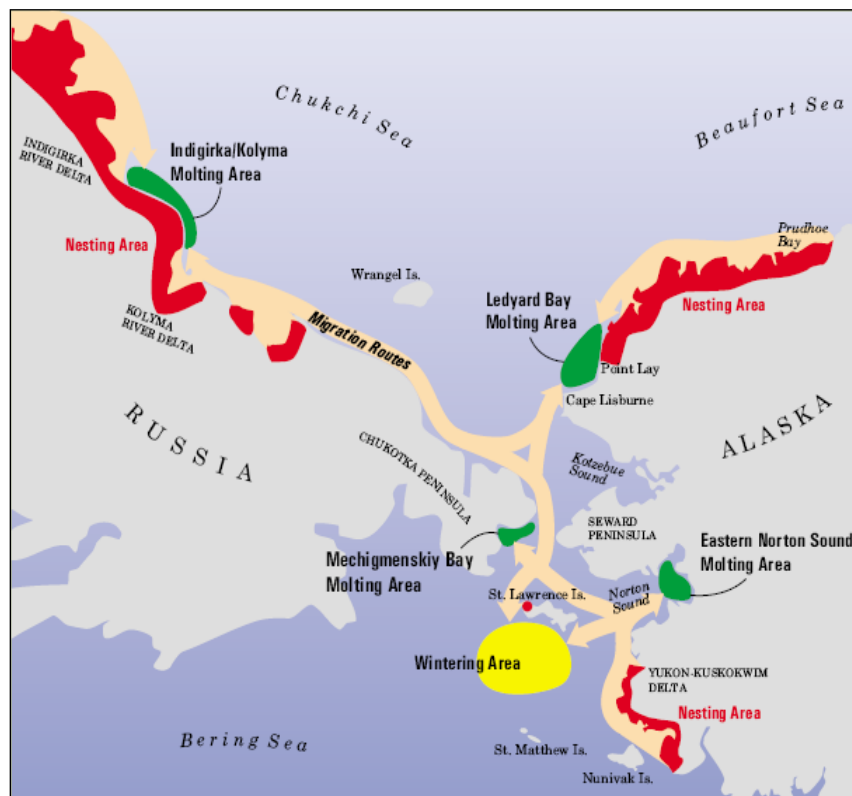 Chukchi Sea
Beaufort Sea
INDIGIRKA
RIVER DELTA
Indigirka/Kolyma
Molting Area
Nesting Area
Prudhoe
Bay
Wrangel Is.
Nesting Area
Ledyard Bay
Molting Area
KOLYMA
RIVER DELTA
Migration Routes
Point Lay
Cape Lisburne
RUSSIA
ALASKA
CHUKOTKA PENINSULA
Kotzebue
Sound
SEWARD
PENINSULA
Eastern Norton Sound
Molting Area
Mechigmenskiy Bay
Molting Area
St. Lawrence Is.
Norton
Sound
Wintering Area
YUKON-KUSKOKWIM
DELTA
Nesting Area
Bering Sea
St. Matthew Is.
Nunivak Is.